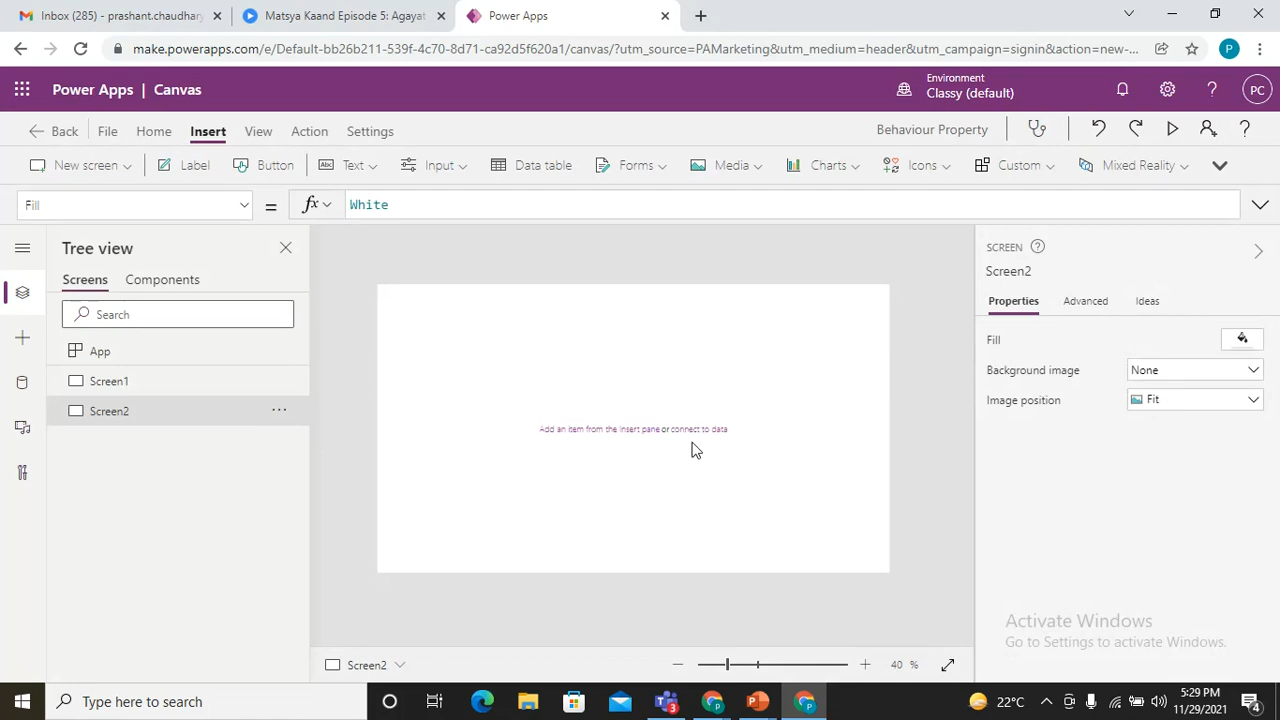 Inbox (285) - prashant.chaudhary
Matsya Kaand Episode 5: Agayat
Power Apps
make.powerapps.com/e/Default-bb26b211-539f-4c70-8d71-ca92d5f620a1/canvas/?utm_source=PAMarketing&utm_medium=header&utm_campaign=signin&action=new-...
P
Power Apps | Canvas
Environment
Classy (default)
PC
Back
File
Home
Insert
View
Action
Settings
Behaviour Property
New screen
Label
Button
Text
Input
Data table
Forms
Media
Charts
Icons
Custom
Mixed Reality
Fill
=
fx
White
Tree view
Screens
Components
Search
App
Screen1
Screen2
Add an item from the Insert pane or connect to data
SCREEN
Screen2
Properties
Advanced
Ideas
Fill
Background image
None
Image position
Fit
Activate Windows
Go to Settings to activate Windows.
Screen2
40 %
Type here to search
22°C
5:29 PM
11/29/2021